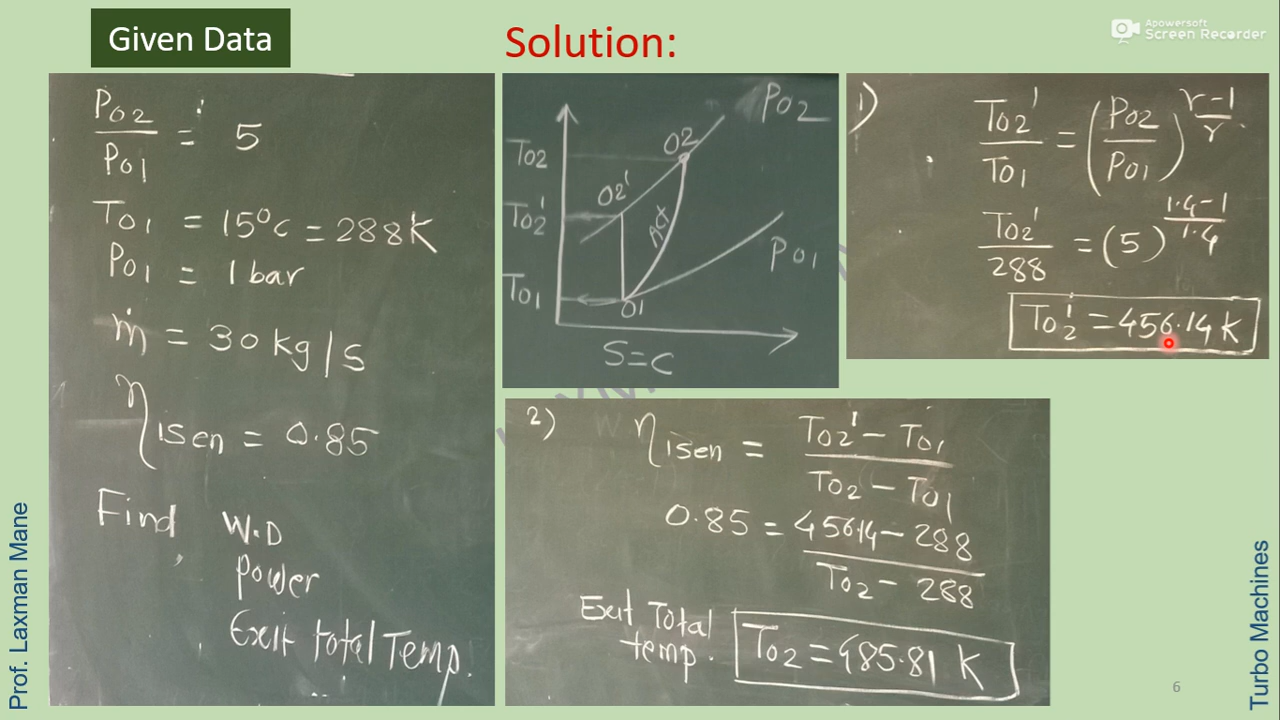 Given Data
Solution:
Apowersoft
Screen Recorder
P02 / P01 = 5
T01 = 15°C = 288K
P01 = 1 bar
ṁ = 30 kg/s
ηisen = 0.85
Find W.D
Power
Exit total Temp.
P02
T02
02
02'
T02'
Act
P01
T01
01
S=C
1)
T02' / T01 = (P02 / P01)^(r-1 / r)
T02' / 288 = (5)^(1.4-1 / 1.4)
T02' = 456.14 K
2)
ηisen = T02' - T01 / T02 - T01
0.85 = 456.14 - 288 / T02 - 288
Exit Total
temp.
T02 = 485.81 K
Prof. Laxman Mane
Turbo Machines
6